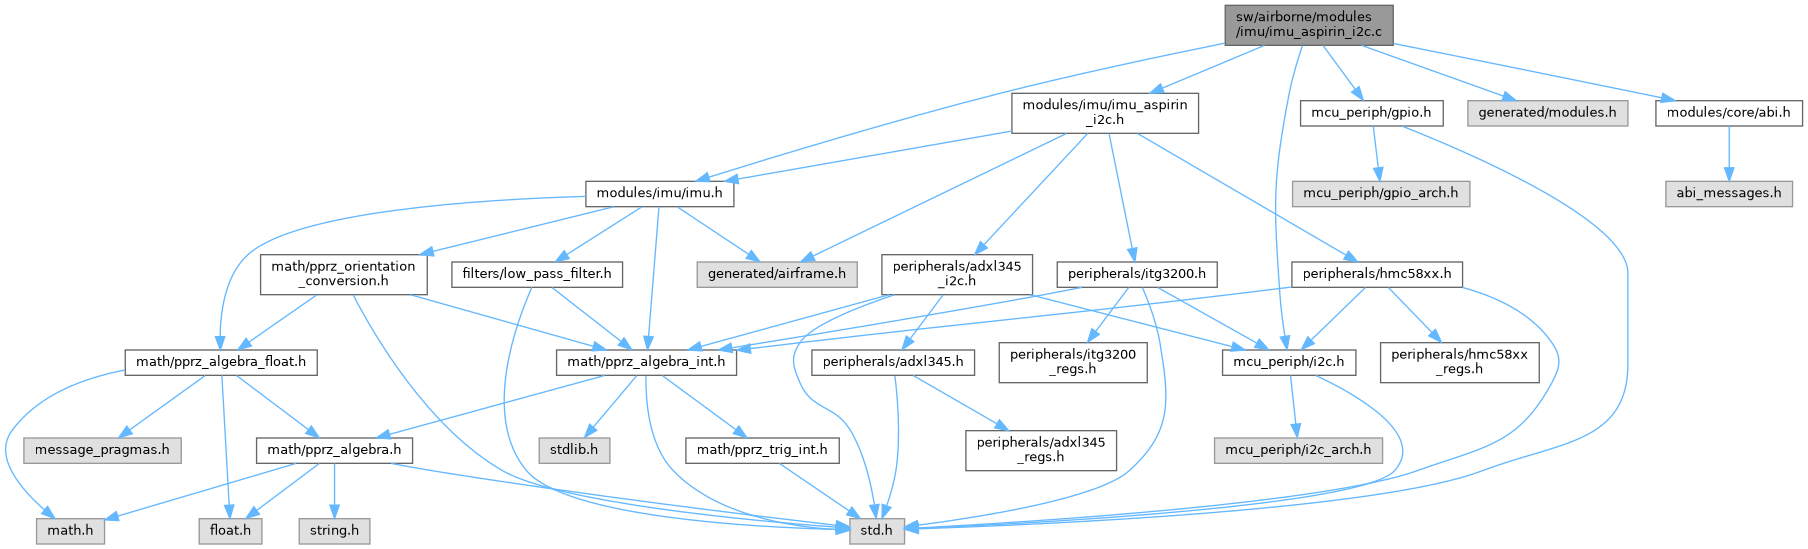 sw/airborne/modules
/imu/imu_aspirin_i2c.c
modules/imu/imu_aspirin
_i2c.h
mcu_periph/gpio.h
generated/modules.h
modules/core/abi.h
modules/imu/imu.h
mcu_periph/gpio_arch.h
abi_messages.h
math/pprz_orientation
_conversion.h
filters/low_pass_filter.h
generated/airframe.h
peripherals/adxl345
_i2c.h
peripherals/itg3200.h
peripherals/hmc58xx.h
math/pprz_algebra_float.h
math/pprz_algebra_int.h
peripherals/adxl345.h
peripherals/itg3200
_regs.h
mcu_periph/i2c.h
peripherals/hmc58xx
_regs.h
message_pragmas.h
math/pprz_algebra.h
stdlib.h
math/pprz_trig_int.h
peripherals/adxl345
_regs.h
mcu_periph/i2c_arch.h
math.h
float.h
string.h
std.h